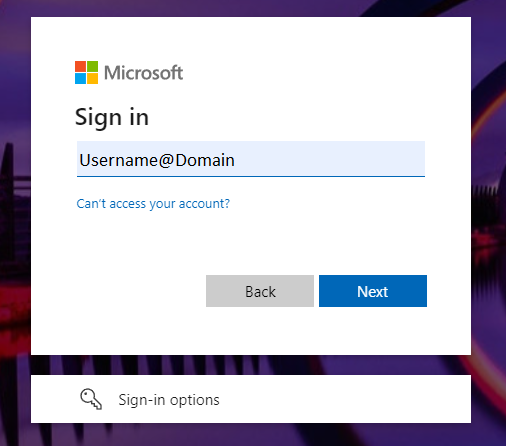 Microsoft
Sign in
Username@Domain
Can't access your account?
Back Next
Sign-in options